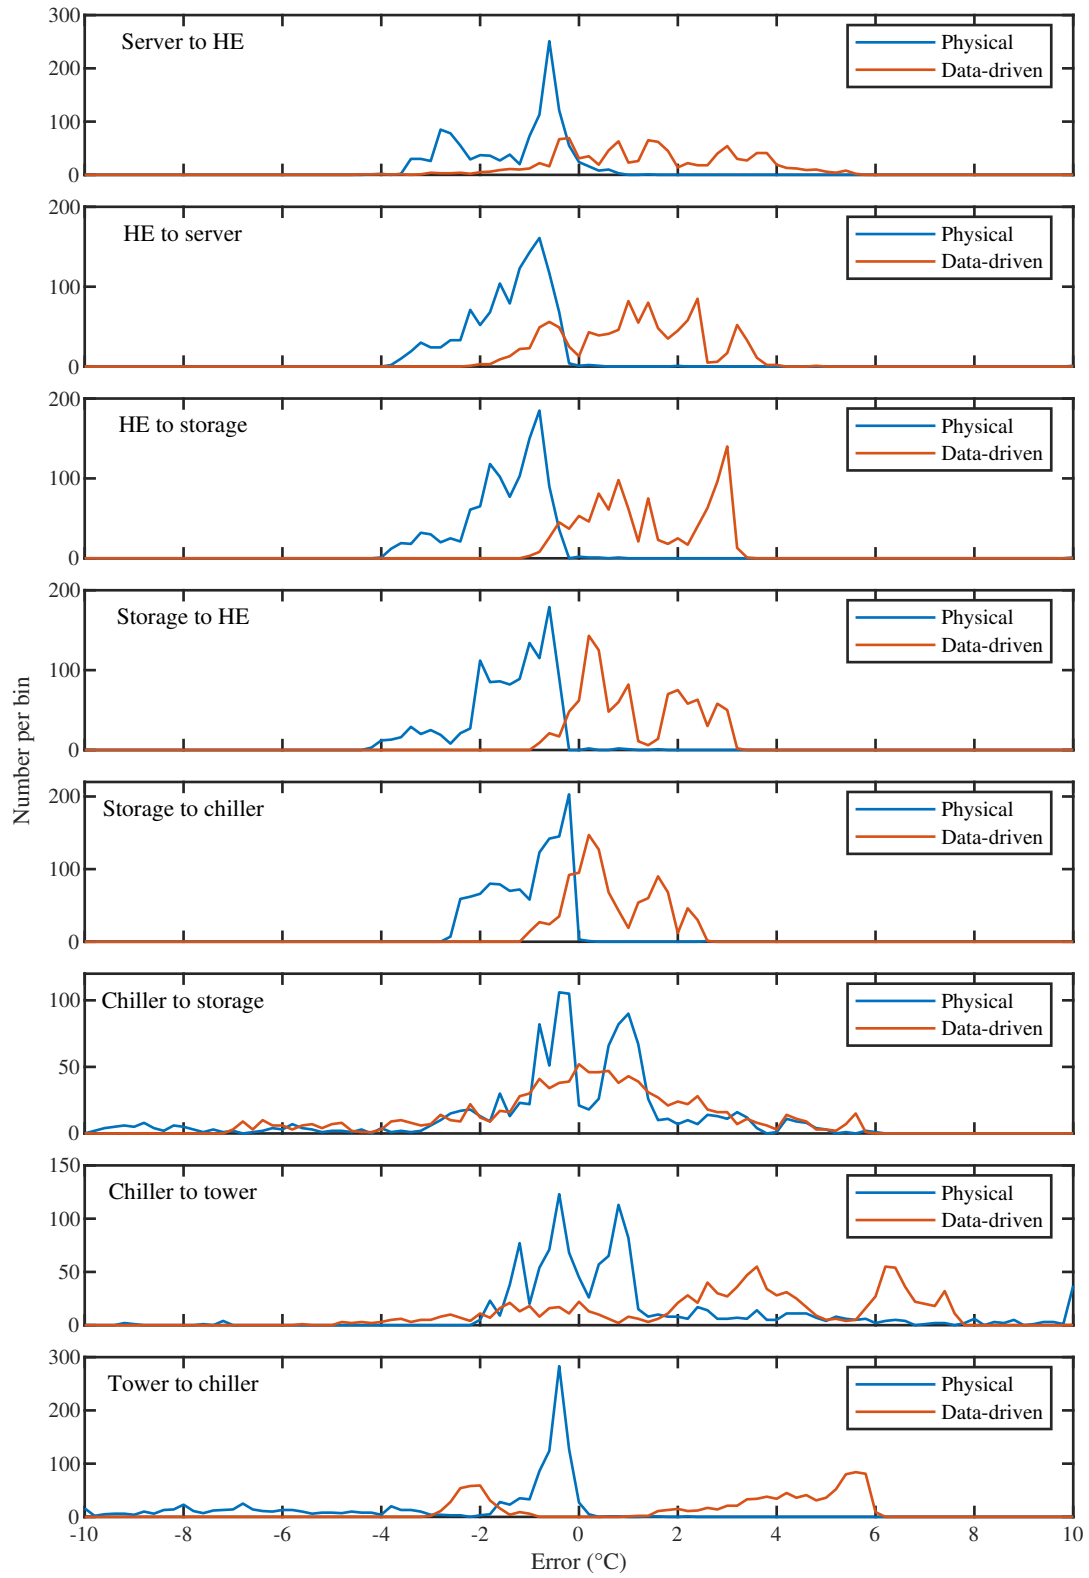 Server to HE
Physical
Data-driven
300
200
100
0
HE to server
Physical
Data-driven
200
100
0
HE to storage
Physical
Data-driven
200
100
0
Storage to HE
Physical
Data-driven
200
100
0
Number per bin
Storage to chiller
Physical
Data-driven
200
100
0
Chiller to storage
Physical
Data-driven
100
50
0
Chiller to tower
Physical
Data-driven
150
100
50
0
Tower to chiller
Physical
Data-driven
300
200
100
0
-10 -8 -6 -4 -2 0 2 4 6 8 10
Error (°C)